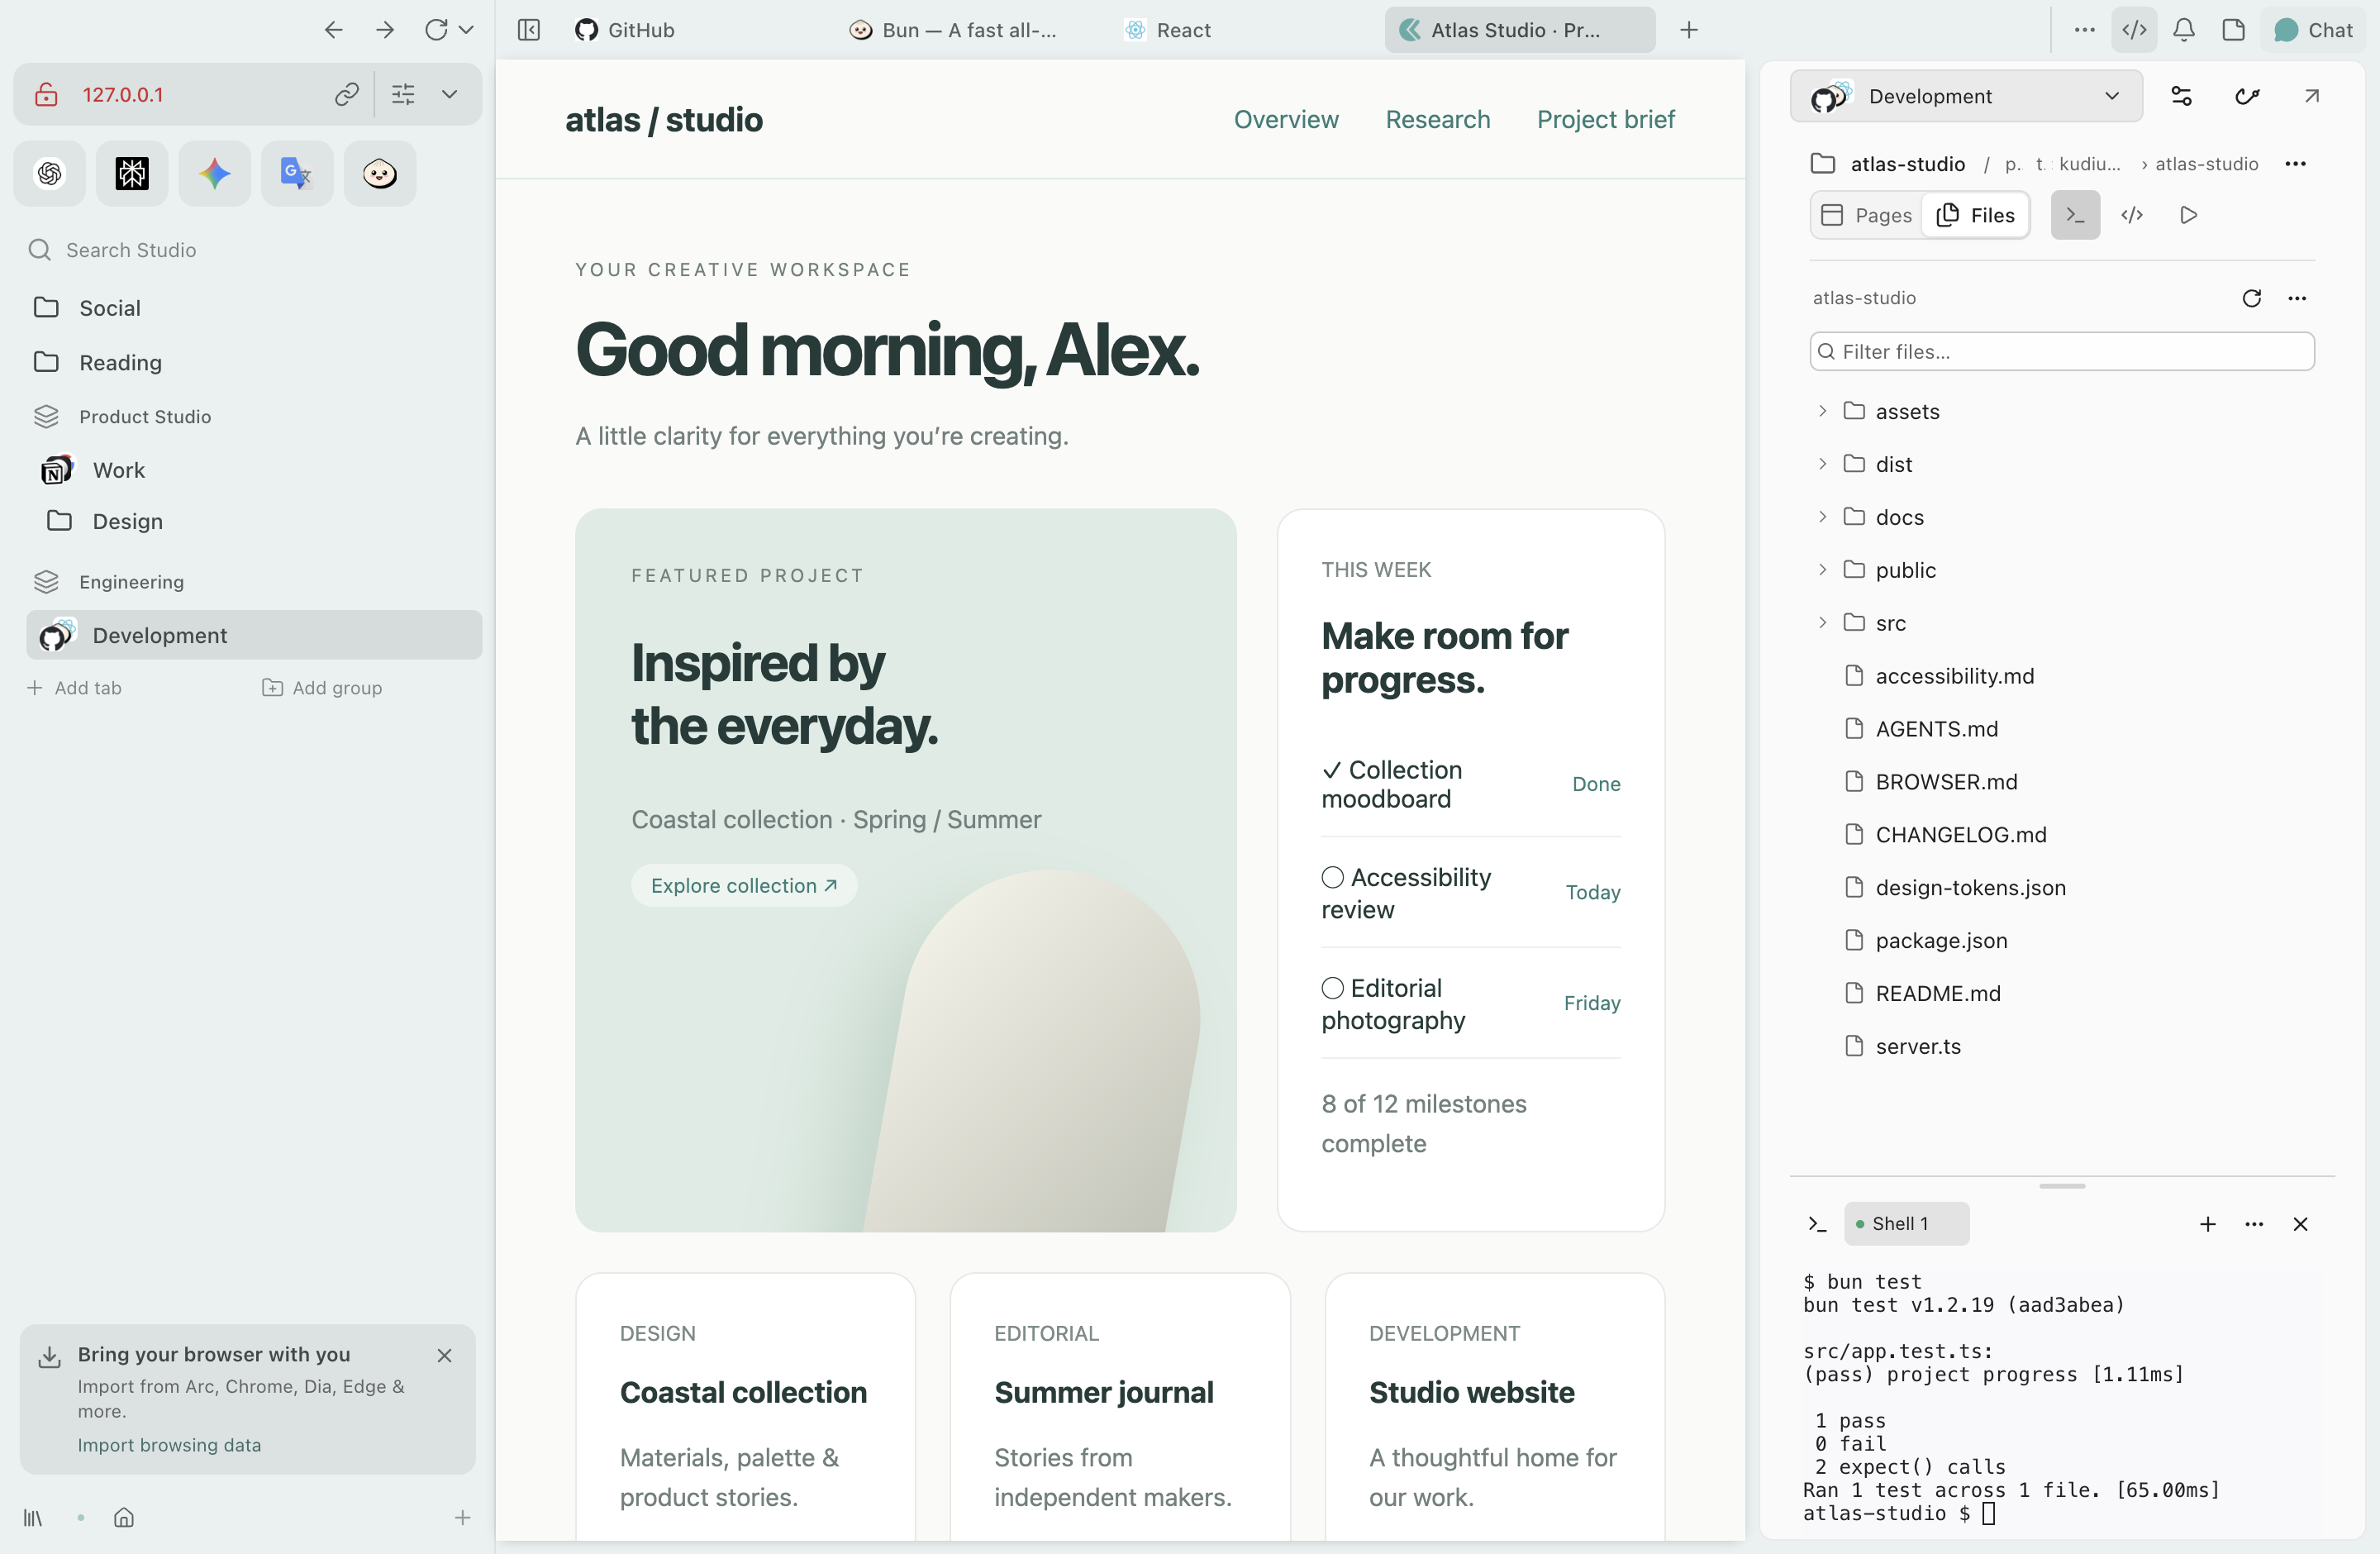 GitHub
Bun — A fast all-...
React
Atlas Studio · Pr...
Chat
127.0.0.1
Search Studio
Social
Reading
Product Studio
Work
Design
Engineering
Development
Add tab
Add group
Bring your browser with you
Import from Arc, Chrome, Dia, Edge &
more.
Import browsing data
atlas / studio
Overview
Research
Project brief
YOUR CREATIVE WORKSPACE
Good morning, Alex.
A little clarity for everything you’re creating.
FEATURED PROJECT
Inspired by
the everyday.
Coastal collection · Spring / Summer
Explore collection ↗
THIS WEEK
Make room for
progress.
✓ Collection
moodboard
Done
○ Accessibility
review
Today
○ Editorial
photography
Friday
8 of 12 milestones
complete
DESIGN
Coastal collection
Materials, palette &
product stories.
EDITORIAL
Summer journal
Stories from
independent makers.
DEVELOPMENT
Studio website
A thoughtful home for
our work.
Development
atlas-studio / p. t. kudiu... › atlas-studio
Pages
Files
atlas-studio
Filter files...
assets
dist
docs
public
src
accessibility.md
AGENTS.md
BROWSER.md
CHANGELOG.md
design-tokens.json
package.json
README.md
server.ts
Shell 1
$ bun test
bun test v1.2.19 (aad3abea)
src/app.test.ts:
(pass) project progress [1.11ms]
1 pass
0 fail
2 expect() calls
Ran 1 test across 1 file. [65.00ms]
atlas-studio $